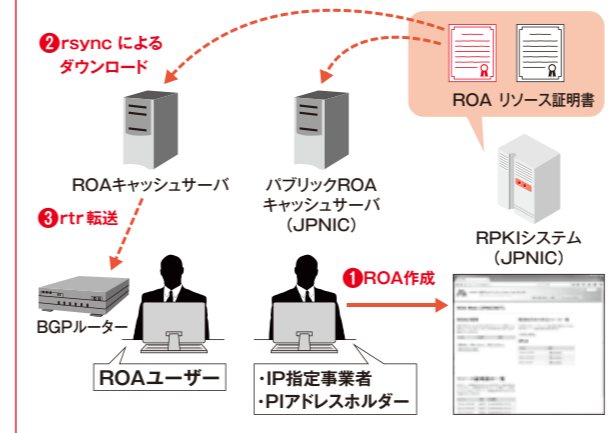 ❷rsync による
ダウンロード
ROA リソース証明書
ROAキャッシュサーバ
パブリックROA
キャッシュサーバ
(JPNIC)
RPKIシステム
(JPNIC)
❸rtr 転送
❶ROA作成
BGPルーター
ROAユーザー
・IP指定事業者
・PIアドレスホルダー